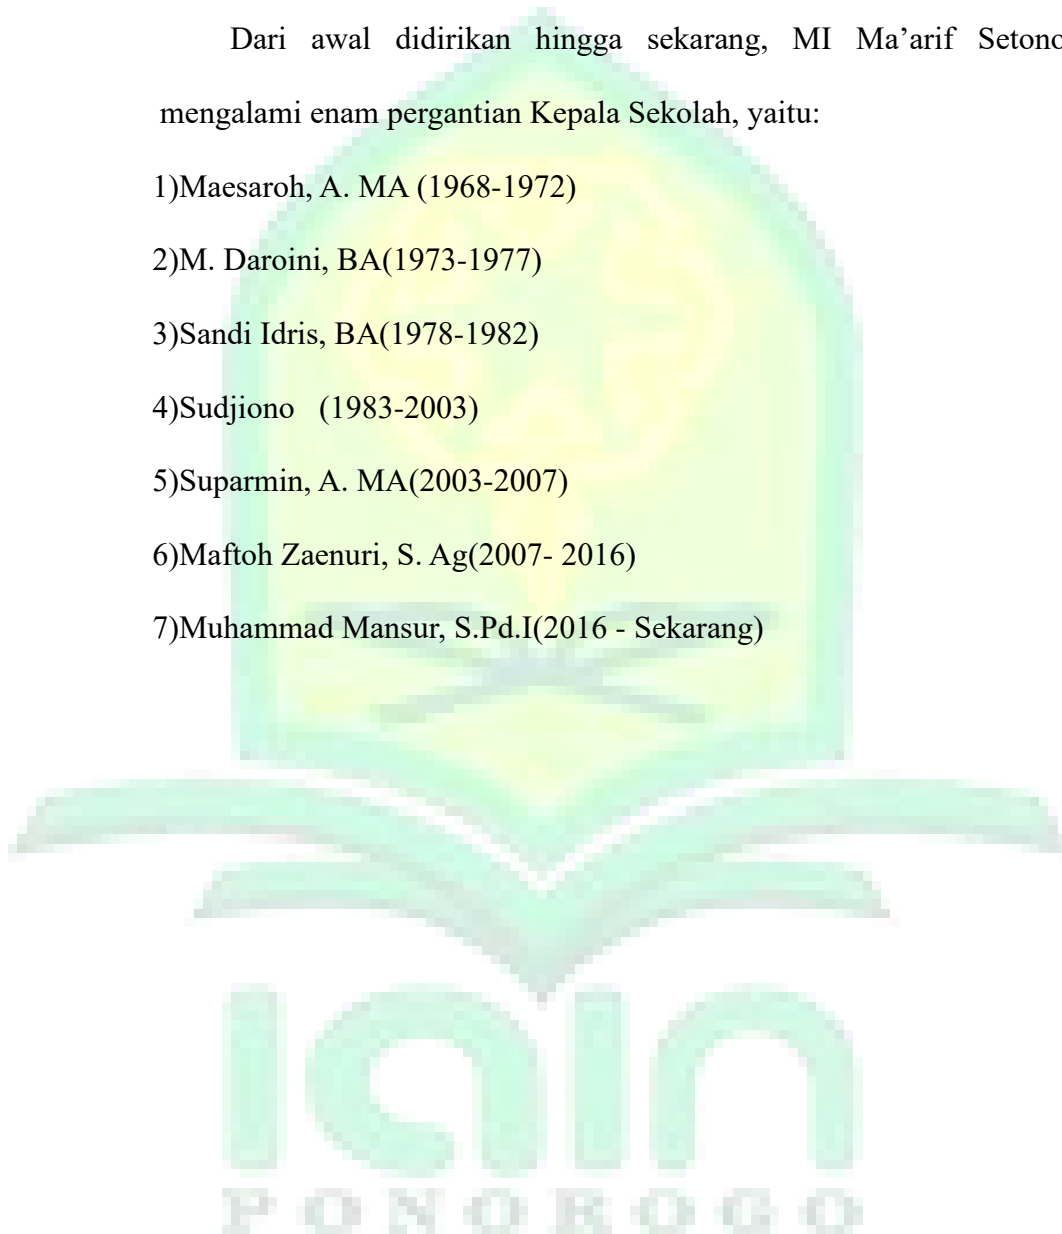 Dari awal didirikan hingga sekarang, MI Ma’arif Setono
mengalami enam pergantian Kepala Sekolah, yaitu:
1)Maesaroh, A. MA (1968-1972)
2)M. Daroini, BA(1973-1977)
3)Sandi Idris, BA(1978-1982)
4)Sudjiono (1983-2003)
5)Suparmin, A. MA(2003-2007)
6)Maftoh Zaenuri, S. Ag(2007- 2016)
7)Muhammad Mansur, S.Pd.I(2016 - Sekarang)
iain
PONOROGO